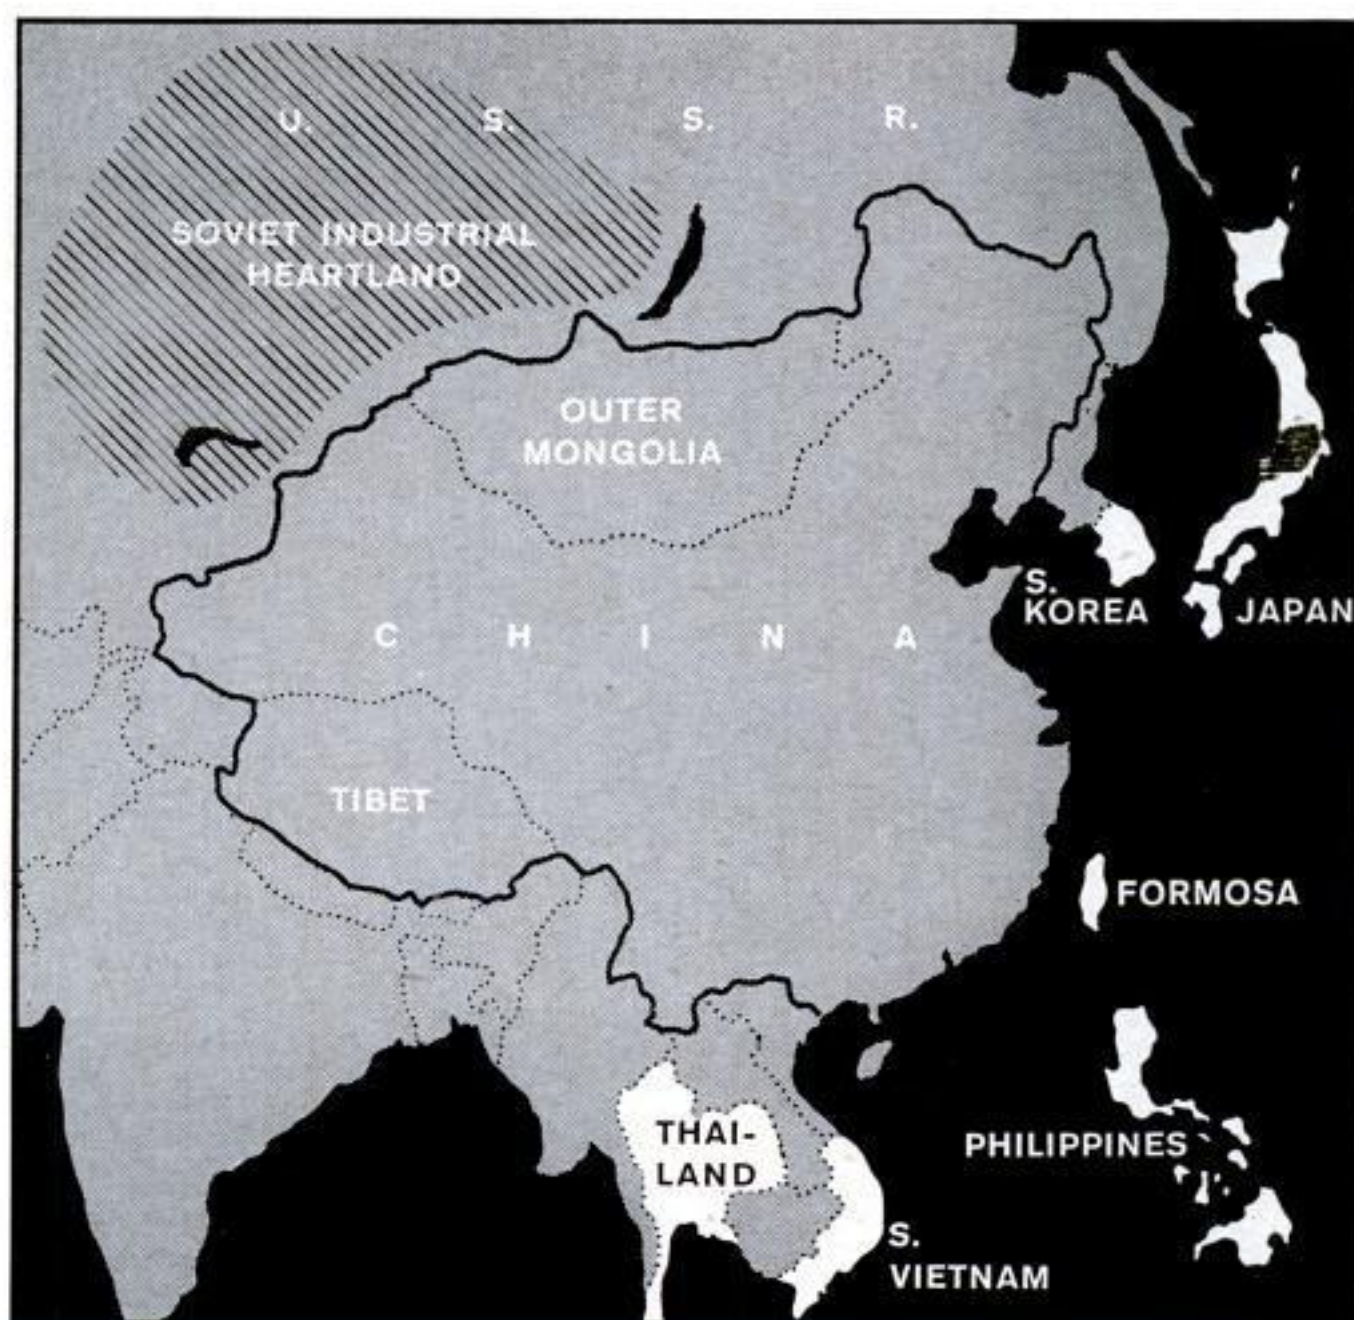 U. S. S. R.
SOVIET INDUSTRIAL
HEARTLAND
OUTER
MONGOLIA
S.
KOREA
JAPAN
C H I N A
TIBET
FORMOSA
THAI-
LAND
PHILIPPINES
S.
VIETNAM